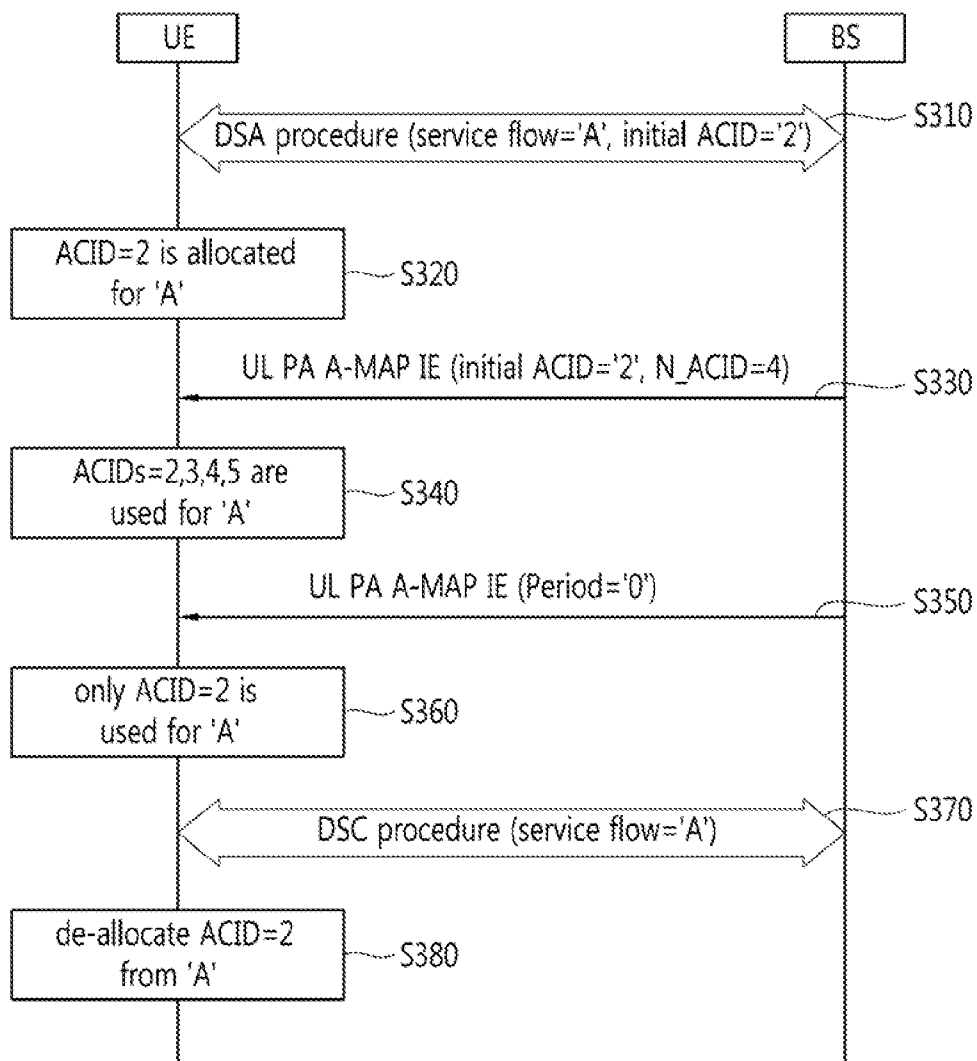 UE
BS
DSA procedure (service flow='A', initial ACID='2')
S310
ACID=2 is allocated
for 'A'
S320
UL PA A-MAP IE (initial ACID='2', N_ACID=4)
S330
ACIDs=2,3,4,5 are
used for 'A'
S340
UL PA A-MAP IE (Period='0')
S350
only ACID=2 is
used for 'A'
S360
DSC procedure (service flow='A')
S370
de-allocate ACID=2
from 'A'
S380